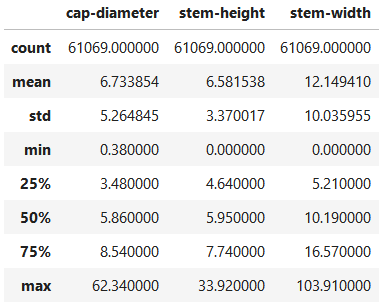 cap-diameter stem-height stem-width
count 61069.000000 61069.000000 61069.000000
mean 6.733854 6.581538 12.149410
std 5.264845 3.370017 10.035955
min 0.380000 0.000000 0.000000
25% 3.480000 4.640000 5.210000
50% 5.860000 5.950000 10.190000
75% 8.540000 7.740000 16.570000
max 62.340000 33.920000 103.910000